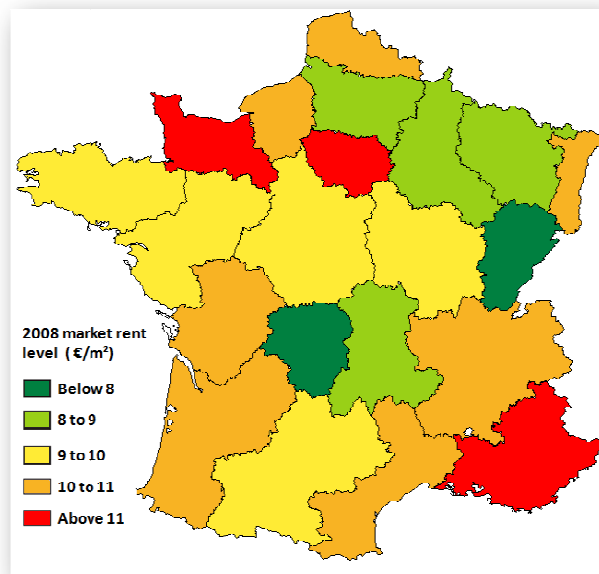 2008 market rent
level (€/m²)
Below 8
8 to 9
9 to 10
10 to 11
Above 11